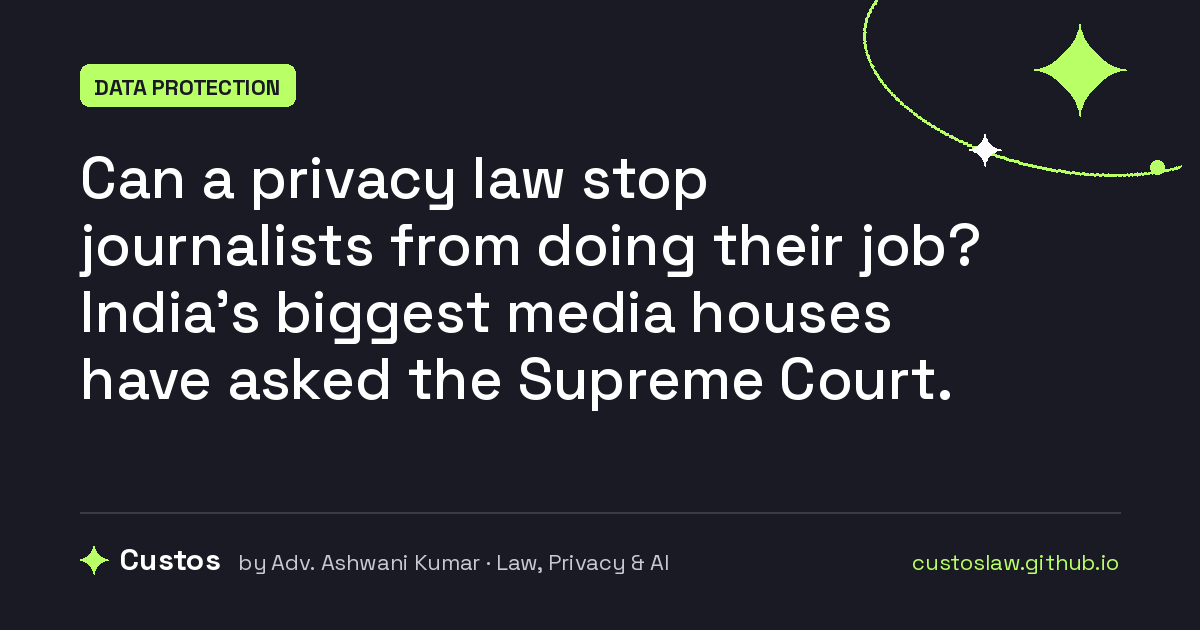 DATA PROTECTION
Can a privacy law stop
journalists from doing their job?
India’s biggest media houses
have asked the Supreme Court.
Custos by Adv. Ashwani Kumar · Law, Privacy & AI
custoslaw.github.io